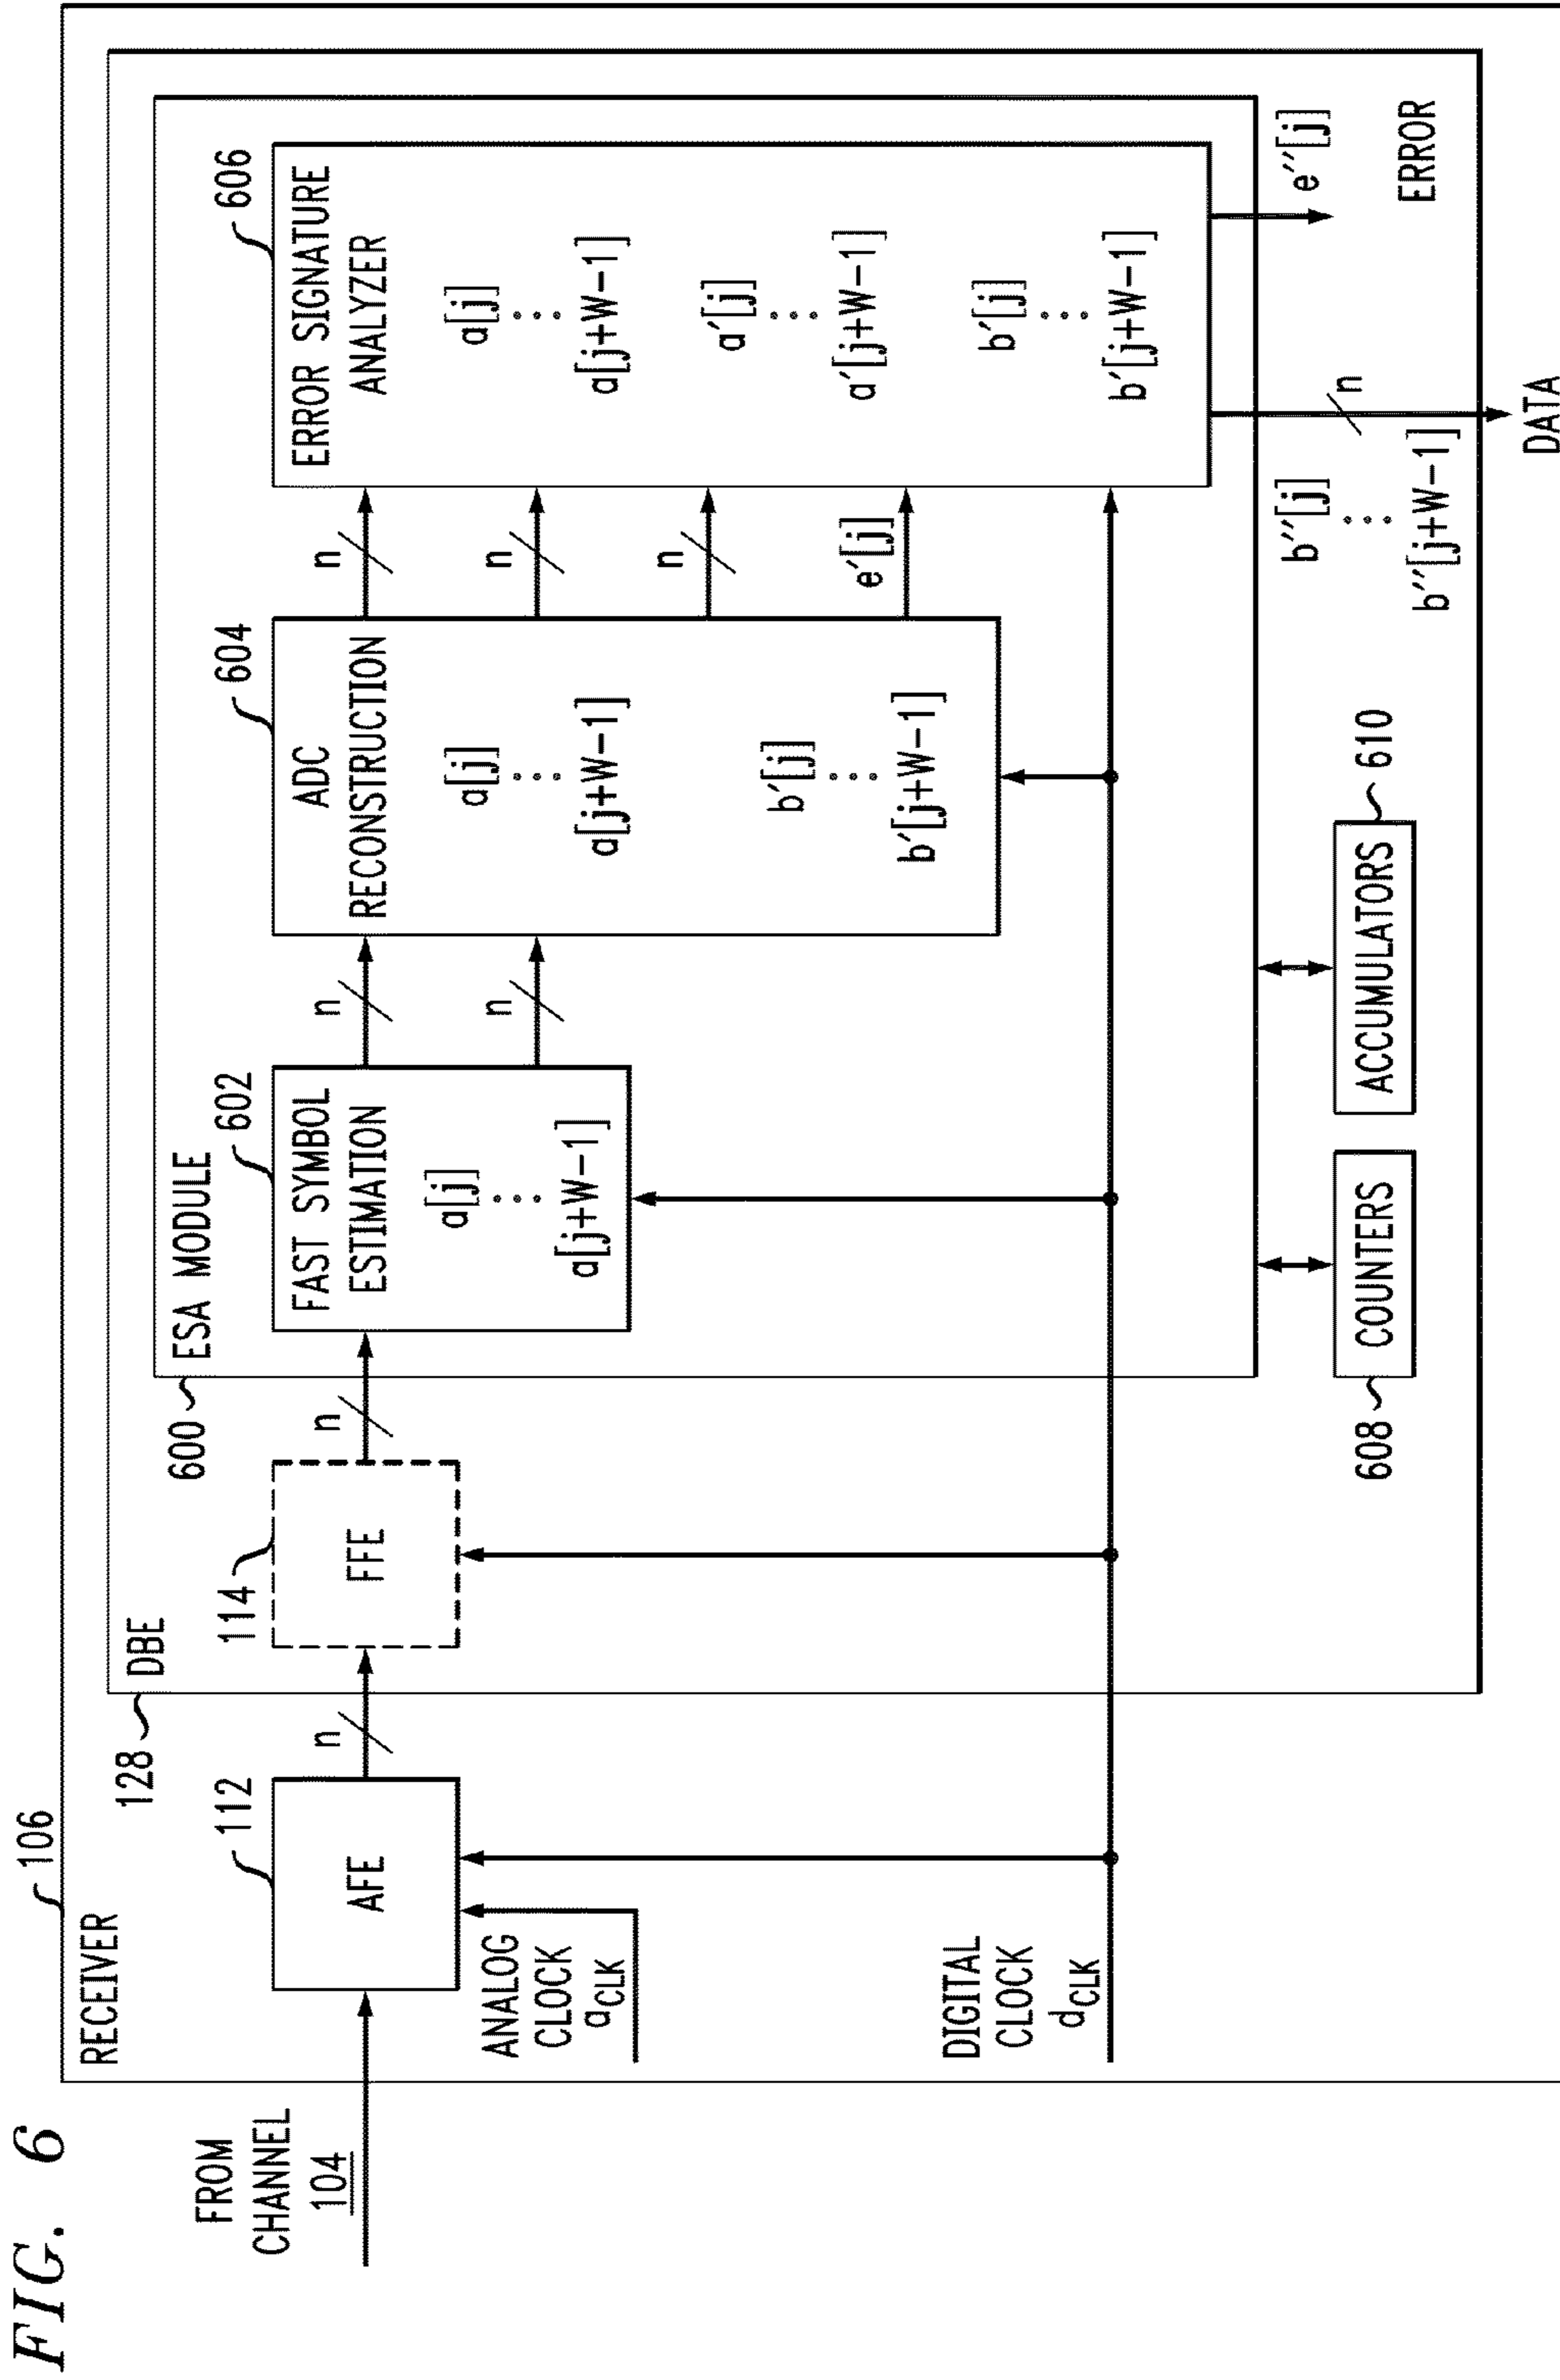 FIG. 6
106
RECEIVER
128
DBE
600
ESA MODULE
FROM
CHANNEL
104
112
AFE
ANALOG
CLOCK
aCLK
DIGITAL
CLOCK
dCLK
n
114
FFE
n
602
FAST SYMBOL
ESTIMATION
a[j]
⋮
a[j+W−1]
n
n
604
ADC
RECONSTRUCTION
a[j]
⋮
a[j+W−1]
b′[j]
⋮
b′[j+W−1]
n
n
n
e′[j]
606
ERROR SIGNATURE
ANALYZER
a[j]
⋮
a[j+W−1]
a′[j]
⋮
a′[j+W−1]
b′[j]
⋮
b′[j+W−1]
608
COUNTERS
ACCUMULATORS
610
b″[j]
⋮
b″[j+W−1]
n
DATA
e″[j]
ERROR